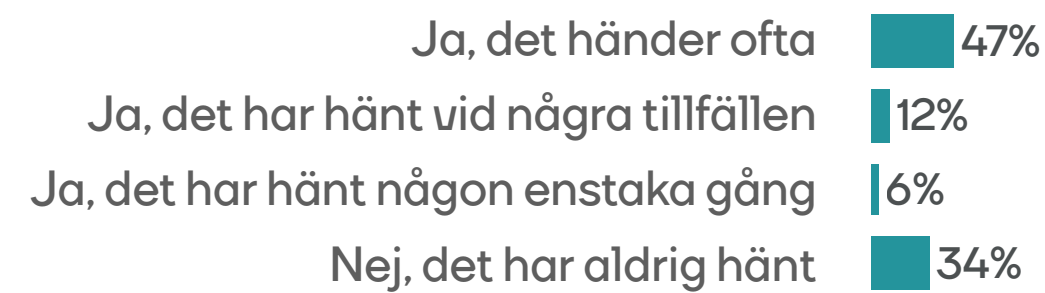 Ja, det händer ofta 47%
Ja, det har hänt vid några tillfällen 12%
Ja, det har hänt någon enstaka gång 6%
Nej, det har aldrig hänt 34%